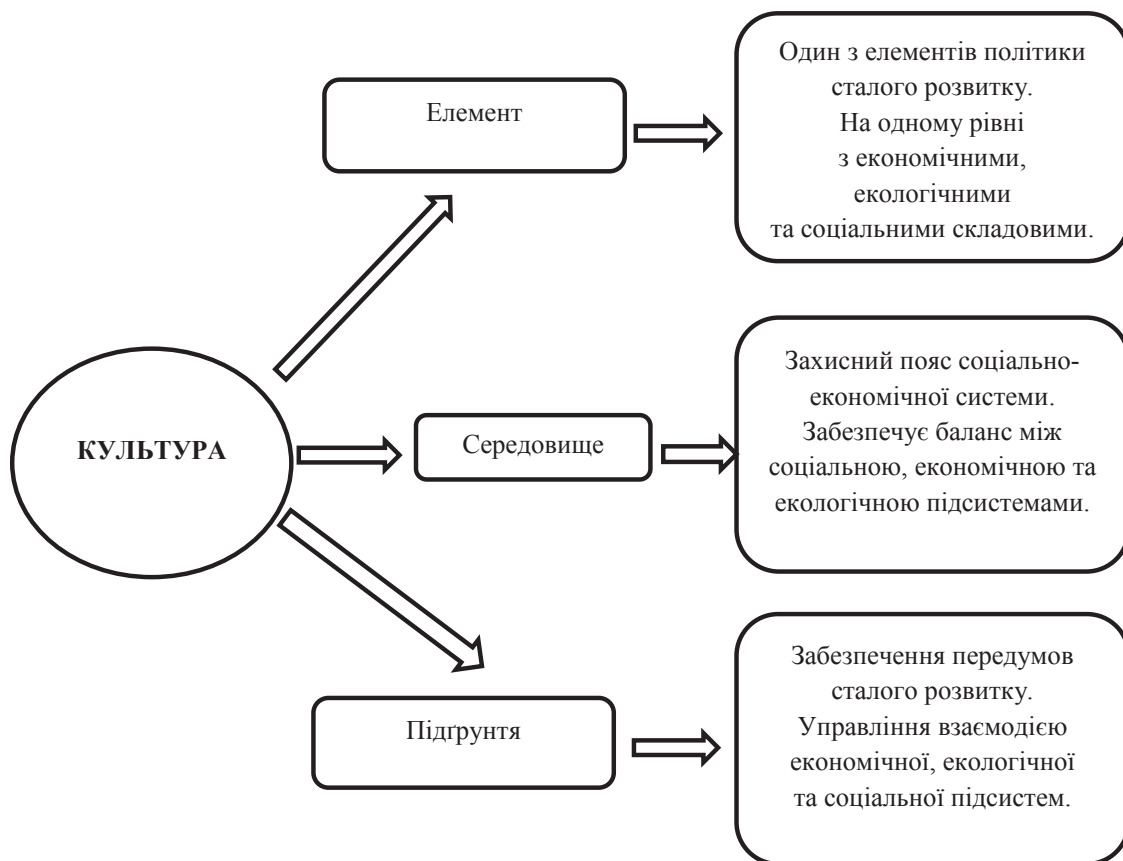 Елемент
Один з елементів політики
сталого розвитку.
На одному рівні
з економічними,
екологічними
та соціальними складовими.
КУЛЬТУРА
Середовище
Захисний пояс соціально-
економічної системи.
Забезпечує баланс між
соціальною, економічною та
екологічною підсистемами.
Підґрунтя
Забезпечення передумов
сталого розвитку.
Управління взаємодією
економічної, екологічної
та соціальної підсистем.